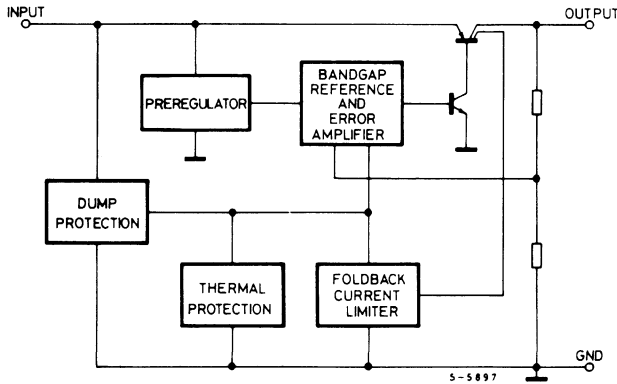 INPUT
OUTPUT
PREREGULATOR
BANDGAP
REFERENCE
AND
ERROR
AMPLIFIER
DUMP
PROTECTION
THERMAL
PROTECTION
FOLDBACK
CURRENT
LIMITER
GND
5-5897